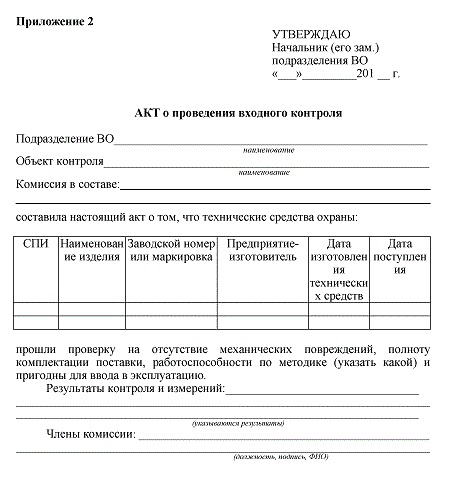 Приложение 2
УТВЕРЖДАЮ
Начальник (его зам.)
подразделения ВО
«___»_________201 __ г.
АКТ о проведения входного контроля
Подразделение ВО
наименование
Объект контроля
наименование
Комиссия в составе:
составила настоящий акт о том, что технические средства охраны:
СПИ
Наименован
ие изделия
Заводской номер
или маркировка
Предприятие-
изготовитель
Дата
изготовлен
ия
технически
х средств
Дата
поступлен
ия
прошли проверку на отсутствие механических повреждений, полноту
комплектации поставки, работоспособности по методике (указать какой) и
пригодны для ввода в эксплуатацию.
Результаты контроля и измерений:
(указываются результаты)
Члены комиссии:
(должность, подпись, ФИО)